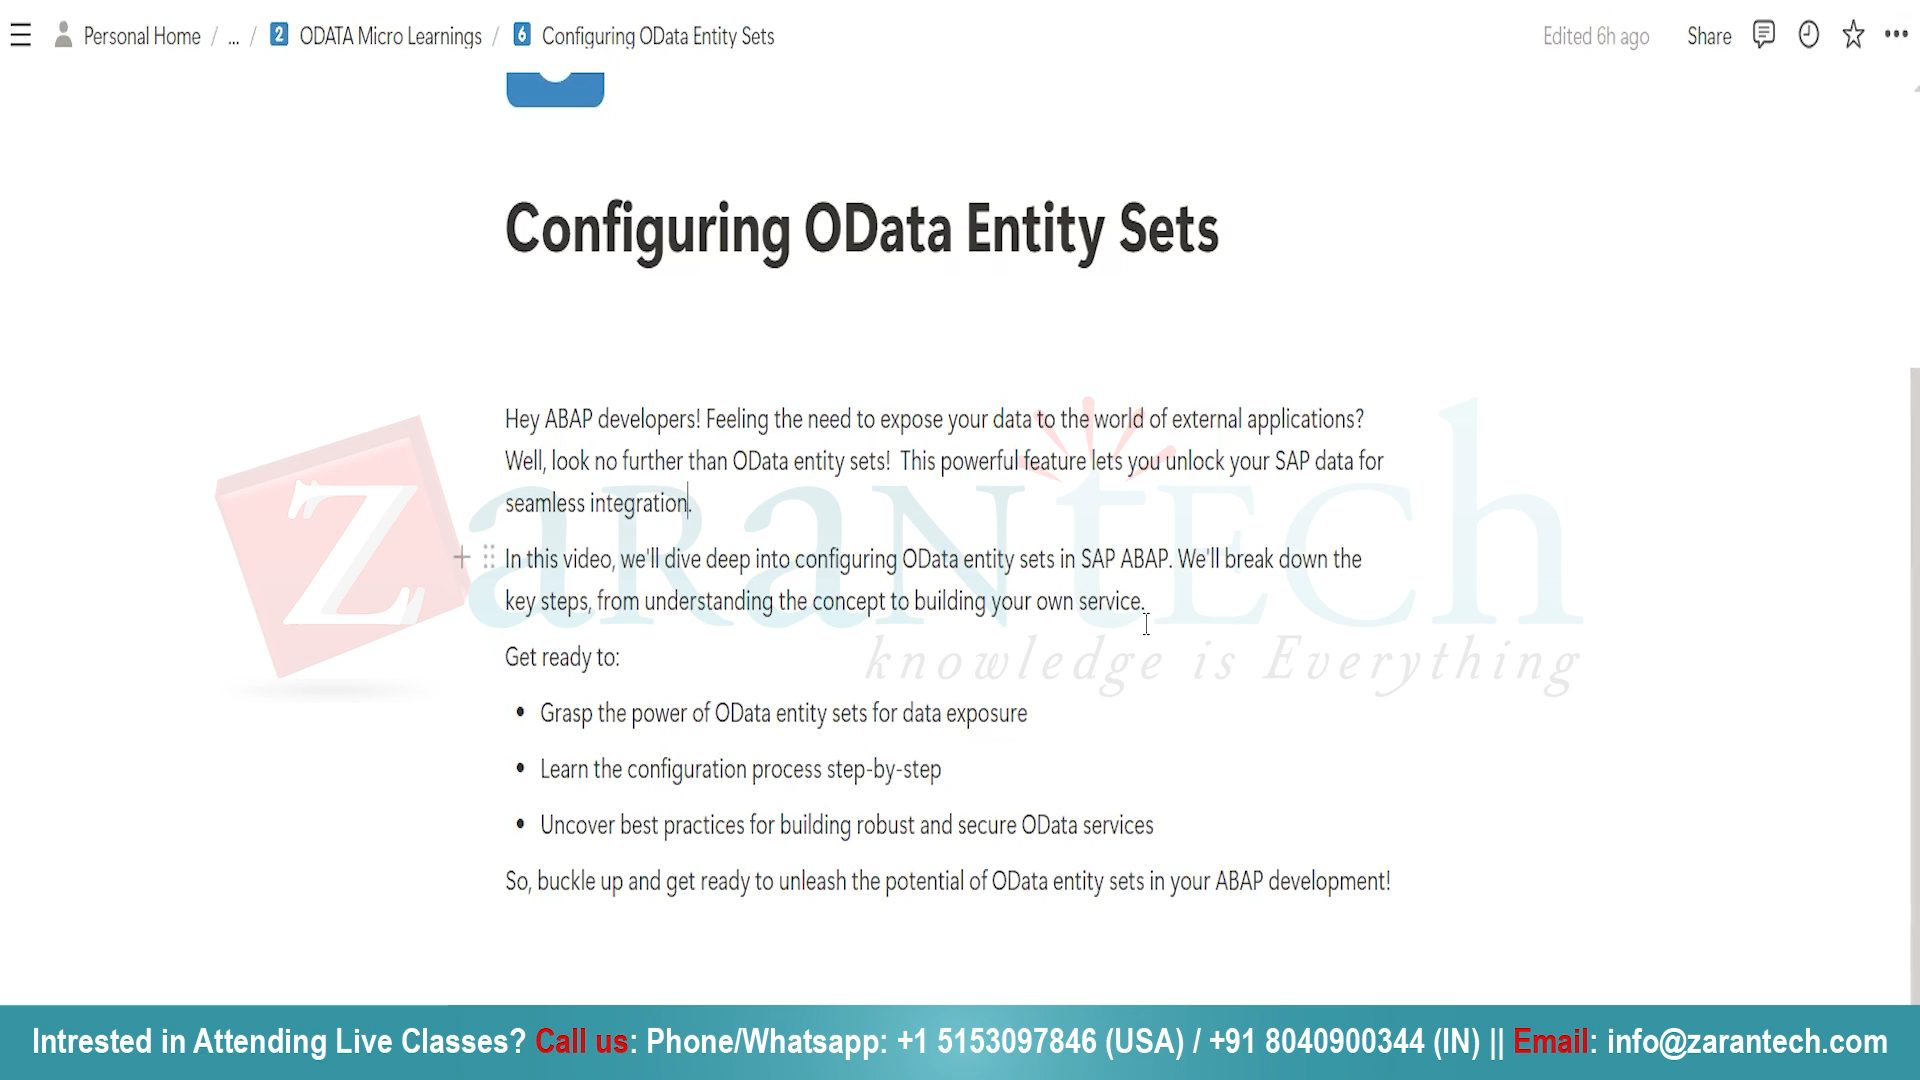 Personal Home / ... / 2 ODATA Micro Learnings / 6 Configuring OData Entity Sets Edited 6h ago Share
Configuring OData Entity Sets
Hey ABAP developers! Feeling the need to expose your data to the world of external applications?
Well, look no further than OData entity sets! This powerful feature lets you unlock your SAP data for
seamless integration.
In this video, we'll dive deep into configuring OData entity sets in SAP ABAP. We'll break down the
key steps, from understanding the concept to building your own service.
Get ready to:
• Grasp the power of OData entity sets for data exposure
• Learn the configuration process step-by-step
• Uncover best practices for building robust and secure OData services
So, buckle up and get ready to unleash the potential of OData entity sets in your ABAP development!
Z ZaRaNtECh
knowledge is Everything
Intrested in Attending Live Classes? Call us: Phone/Whatsapp: +1 5153097846 (USA) / +91 8040900344 (IN) || Email: info@zarantech.com